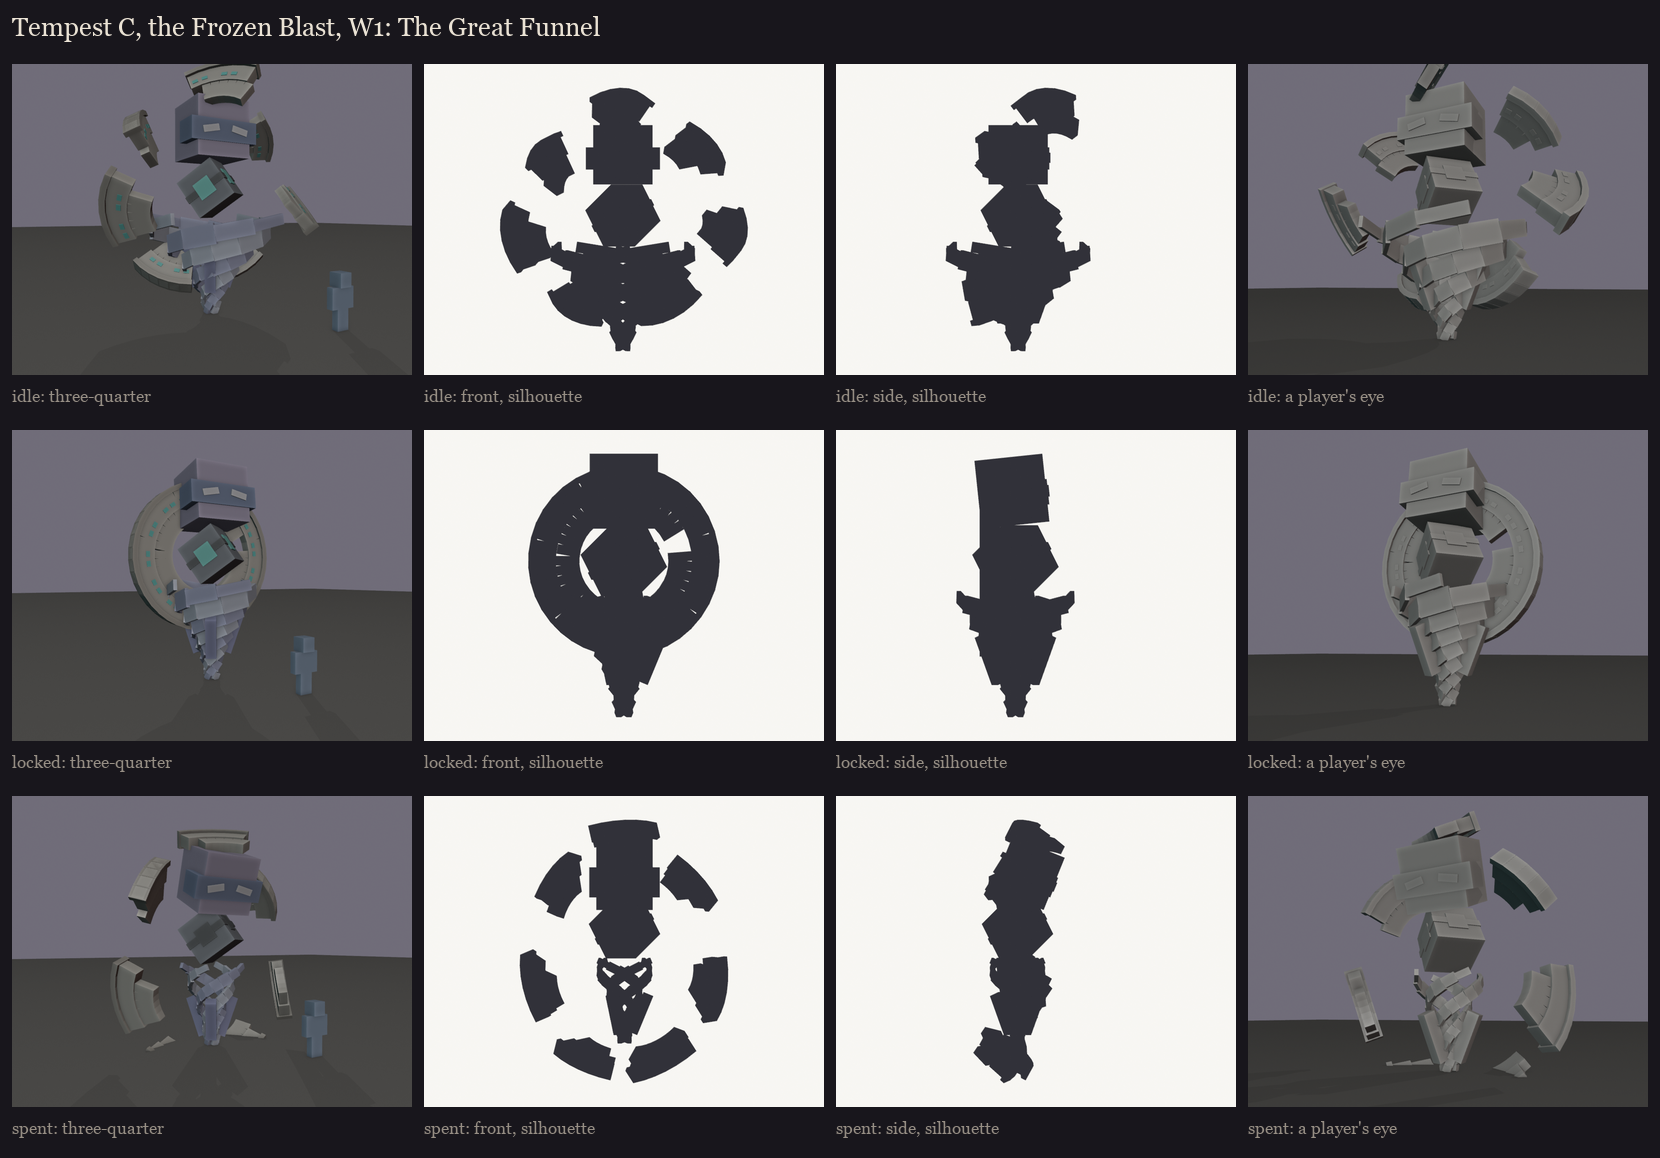 Tempest C, the Frozen Blast, W1: The Great Funnel
idle: three-quarter
idle: front, silhouette
idle: side, silhouette
idle: a player's eye
locked: three-quarter
locked: front, silhouette
locked: side, silhouette
locked: a player's eye
spent: three-quarter
spent: front, silhouette
spent: side, silhouette
spent: a player's eye